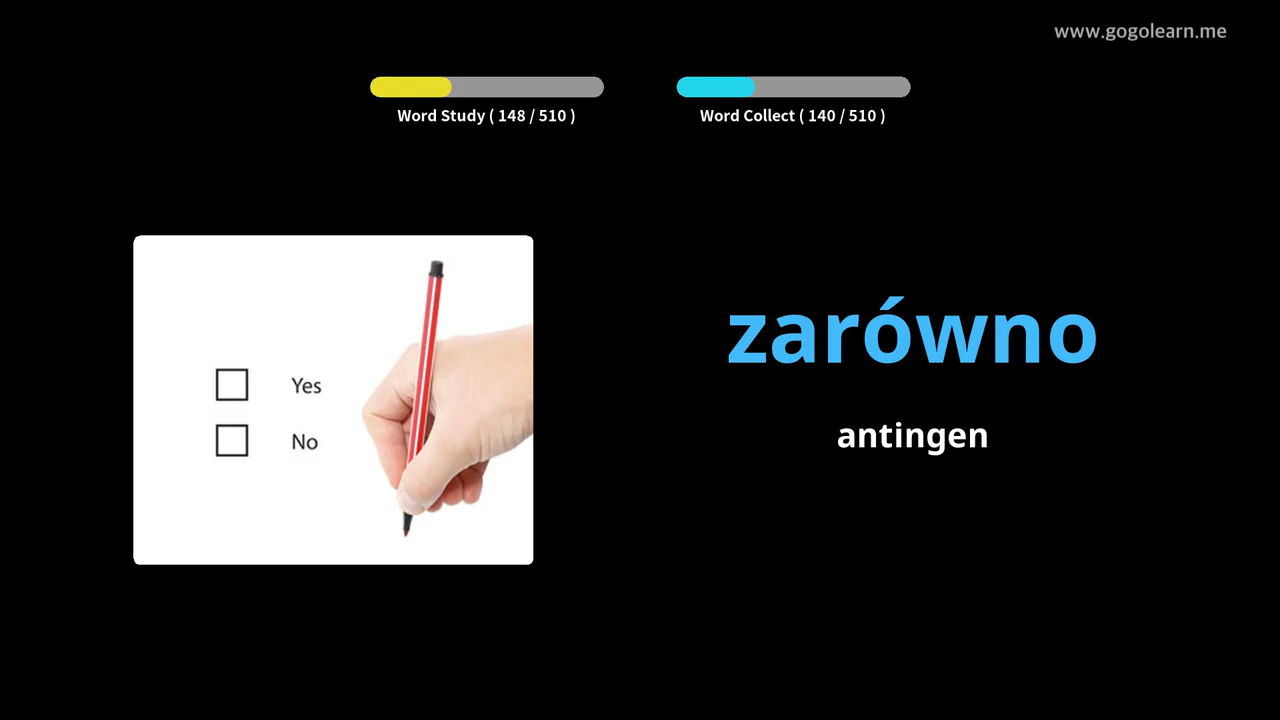 www.gogolearn.me
Word Study ( 148 / 510 )
Word Collect ( 140 / 510 )
Yes
No
zarówno
antingen